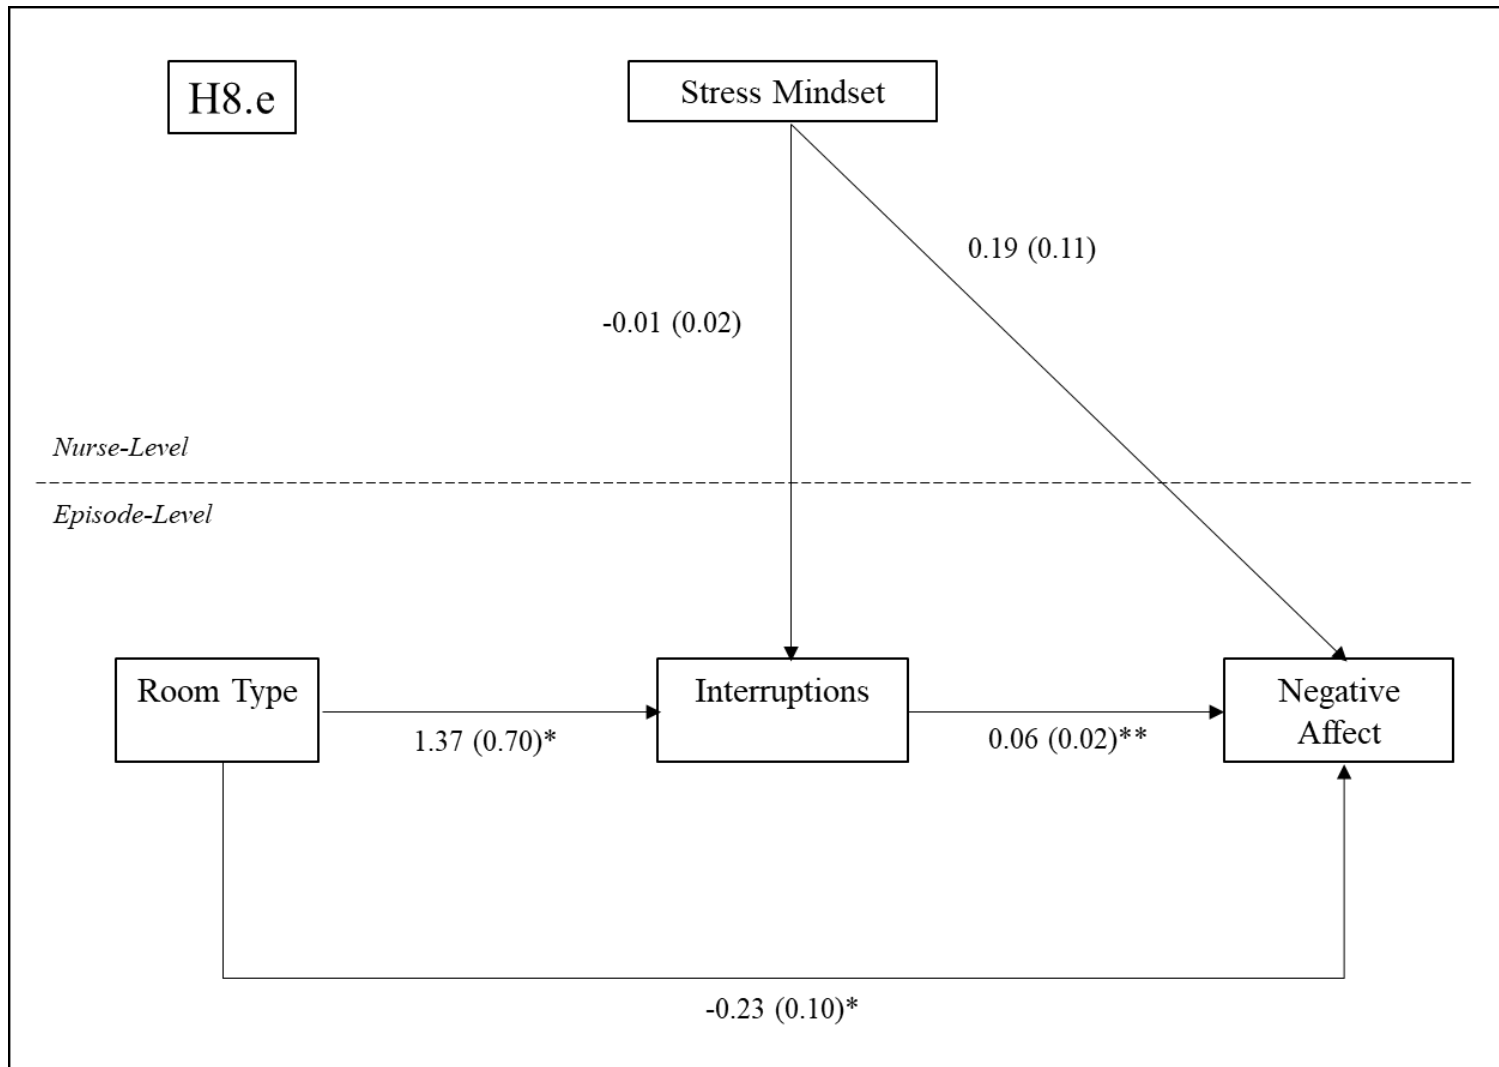 H8.e
Stress Mindset
0.19 (0.11)
-0.01 (0.02)
Nurse-Level
Episode-Level
Room Type
Interruptions
Negative
Affect
1.37 (0.70)*
0.06 (0.02)**
-0.23 (0.10)*